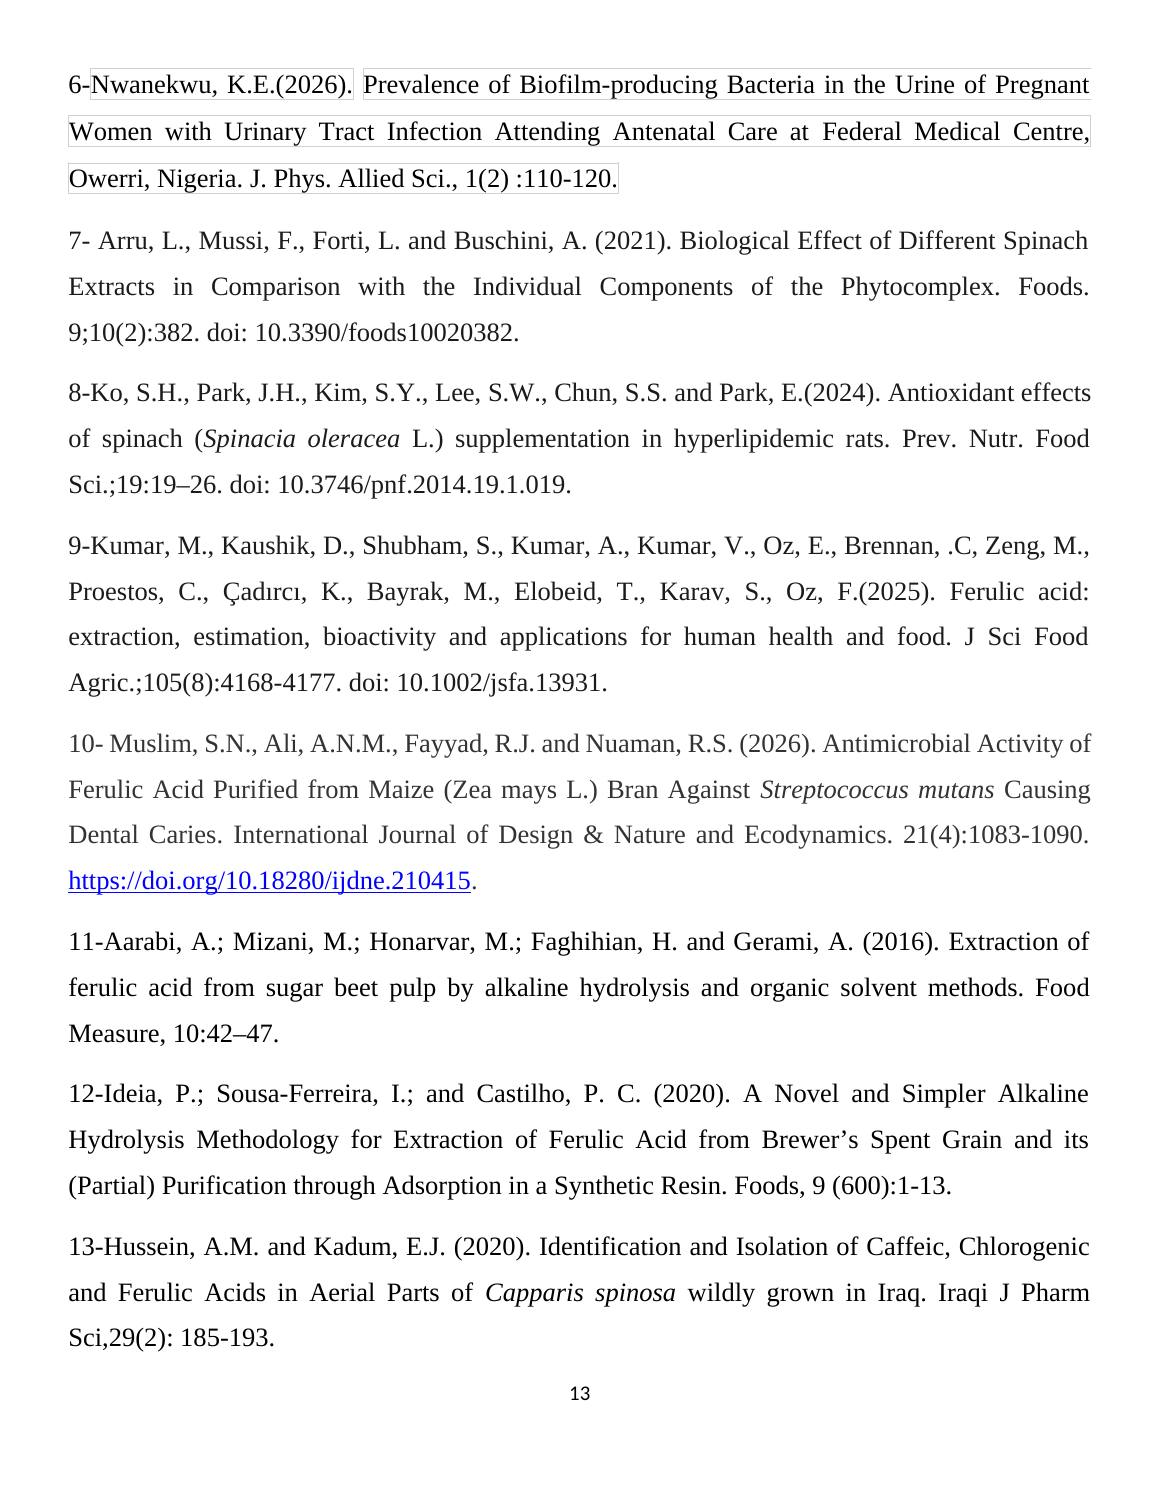 6-Nwanekwu, K.E.(2026). Prevalence of Biofilm-producing Bacteria in the Urine of Pregnant
Women with Urinary Tract Infection Attending Antenatal Care at Federal Medical Centre,
Owerri, Nigeria. J. Phys. Allied Sci., 1(2) :110-120.
7- Arru, L., Mussi, F., Forti, L. and Buschini, A. (2021). Biological Effect of Different Spinach
Extracts in Comparison with the Individual Components of the Phytocomplex. Foods.
9;10(2):382. doi: 10.3390/foods10020382.
8-Ko, S.H., Park, J.H., Kim, S.Y., Lee, S.W., Chun, S.S. and Park, E.(2024). Antioxidant effects
of spinach (Spinacia oleracea L.) supplementation in hyperlipidemic rats. Prev. Nutr. Food
Sci.;19:19–26. doi: 10.3746/pnf.2014.19.1.019.
9-Kumar, M., Kaushik, D., Shubham, S., Kumar, A., Kumar, V., Oz, E., Brennan, .C, Zeng, M.,
Proestos, C., Çadırcı, K., Bayrak, M., Elobeid, T., Karav, S., Oz, F.(2025). Ferulic acid:
extraction, estimation, bioactivity and applications for human health and food. J Sci Food
Agric.;105(8):4168-4177. doi: 10.1002/jsfa.13931.
10- Muslim, S.N., Ali, A.N.M., Fayyad, R.J. and Nuaman, R.S. (2026). Antimicrobial Activity of
Ferulic Acid Purified from Maize (Zea mays L.) Bran Against Streptococcus mutans Causing
Dental Caries. International Journal of Design & Nature and Ecodynamics. 21(4):1083-1090.
https://doi.org/10.18280/ijdne.210415.
11-Aarabi, A.; Mizani, M.; Honarvar, M.; Faghihian, H. and Gerami, A. (2016). Extraction of
ferulic acid from sugar beet pulp by alkaline hydrolysis and organic solvent methods. Food
Measure, 10:42–47.
12-Ideia, P.; Sousa-Ferreira, I.; and Castilho, P. C. (2020). A Novel and Simpler Alkaline
Hydrolysis Methodology for Extraction of Ferulic Acid from Brewer’s Spent Grain and its
(Partial) Purification through Adsorption in a Synthetic Resin. Foods, 9 (600):1-13.
13-Hussein, A.M. and Kadum, E.J. (2020). Identification and Isolation of Caffeic, Chlorogenic
and Ferulic Acids in Aerial Parts of Capparis spinosa wildly grown in Iraq. Iraqi J Pharm
Sci,29(2): 185-193.
13